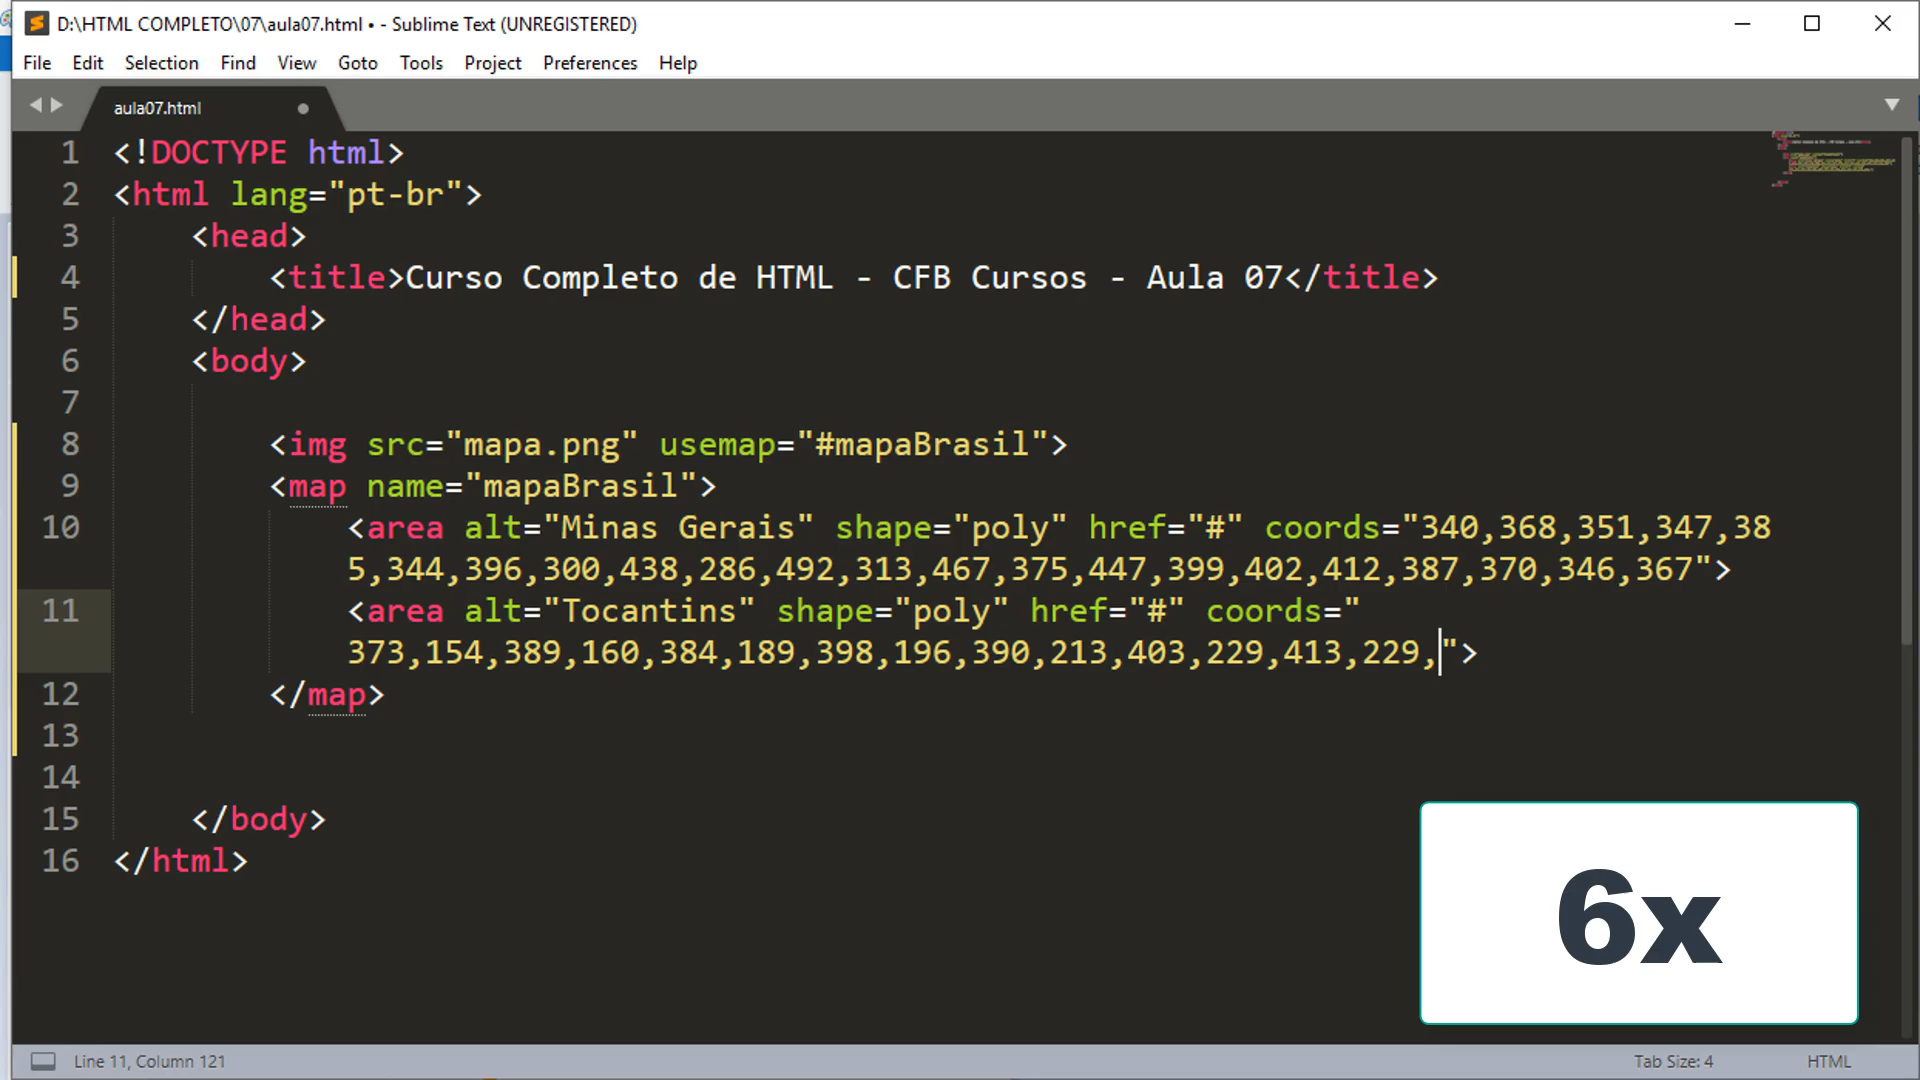 D:\HTML COMPLETO\07\aula07.html • - Sublime Text (UNREGISTERED)
File Edit Selection Find View Goto Tools Project Preferences Help
aula07.html
1 <!DOCTYPE html>
2 <html lang="pt-br">
3 <head>
4 <title>Curso Completo de HTML - CFB Cursos - Aula 07</title>
5 </head>
6 <body>
7
8 <img src="mapa.png" usemap="#mapaBrasil">
9 <map name="mapaBrasil">
10 <area alt="Minas Gerais" shape="poly" href="#" coords="340,368,351,347,38
5,344,396,300,438,286,492,313,467,375,447,399,402,412,387,370,346,367">
11 <area alt="Tocantins" shape="poly" href="#" coords="
373,154,389,160,384,189,398,196,390,213,403,229,413,229,">
12 </map>
13
14
15 </body>
16 </html>
6x
Line 11, Column 121 Tab Size: 4 HTML